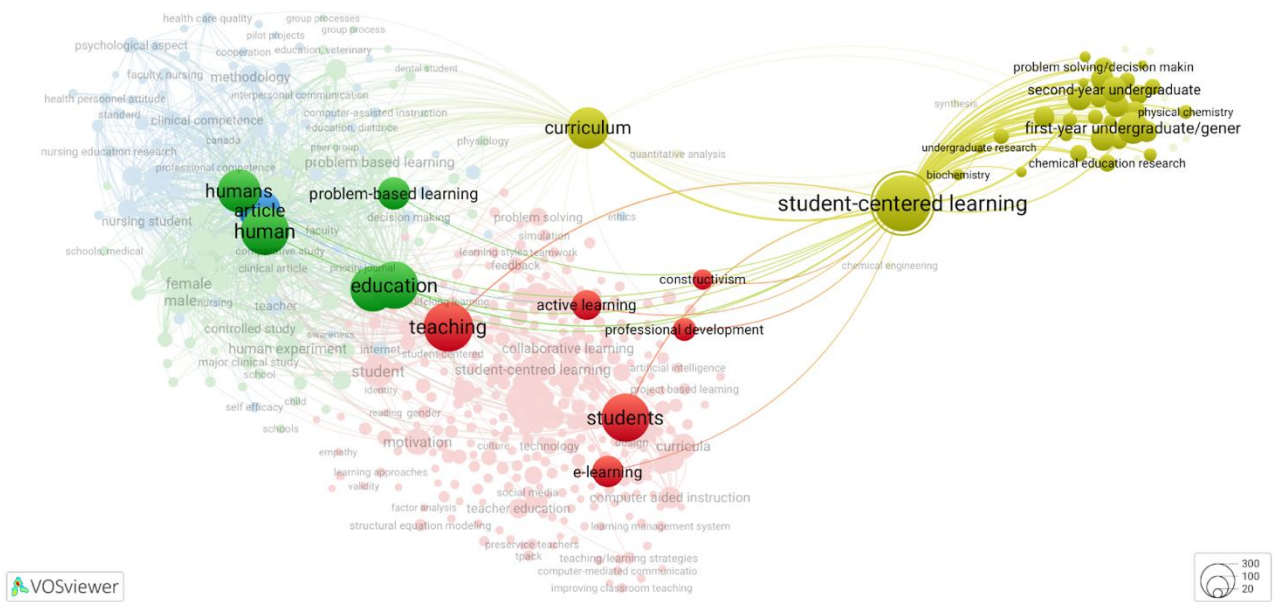 health care quality
group processes
group process
pilot projects
psychological aspect
cooperation
education, veterinary
dental student
faculty, nursing
methodology
problem solving/decision makin
health personnel attitude
interpersonal communication
second-year undergraduate
standard
computer-assisted instruction
synthesis
physical chemistry
clinical competence
education, distance
curriculum
first-year undergraduate/gener
canada
peer group
physiology
undergraduate research
nursing education research
problem based learning
quantitative analysis
chemical education research
professional competence
biochemistry
humans
problem-based learning
article
student-centered learning
nursing student
decision making
problem solving
ethics
human
faculty
simulation
schools, medical
comparative study
learning styles
teamwork
clinical article
priority journal
feedback
chemical engineering
female
education
constructivism
male
nursing
lifelong learning
teacher
active learning
controlled study
teaching
professional development
awareness
human experiment
internet
student-centered
collaborative learning
major clinical study
student
student-centred learning
artificial intelligence
school
identity
project based learning
self efficacy
child
reading
gender
students
schools
motivation
culture
technology
design
curricula
empathy
learning approaches
e-learning
validity
social media
computer aided instruction
factor analysis
teacher education
structural equation modeling
learning management system
preservice teachers
tpack
teaching/learning strategies
computer-mediated communicatio
improving classroom teaching
VOSviewer
300
100
20